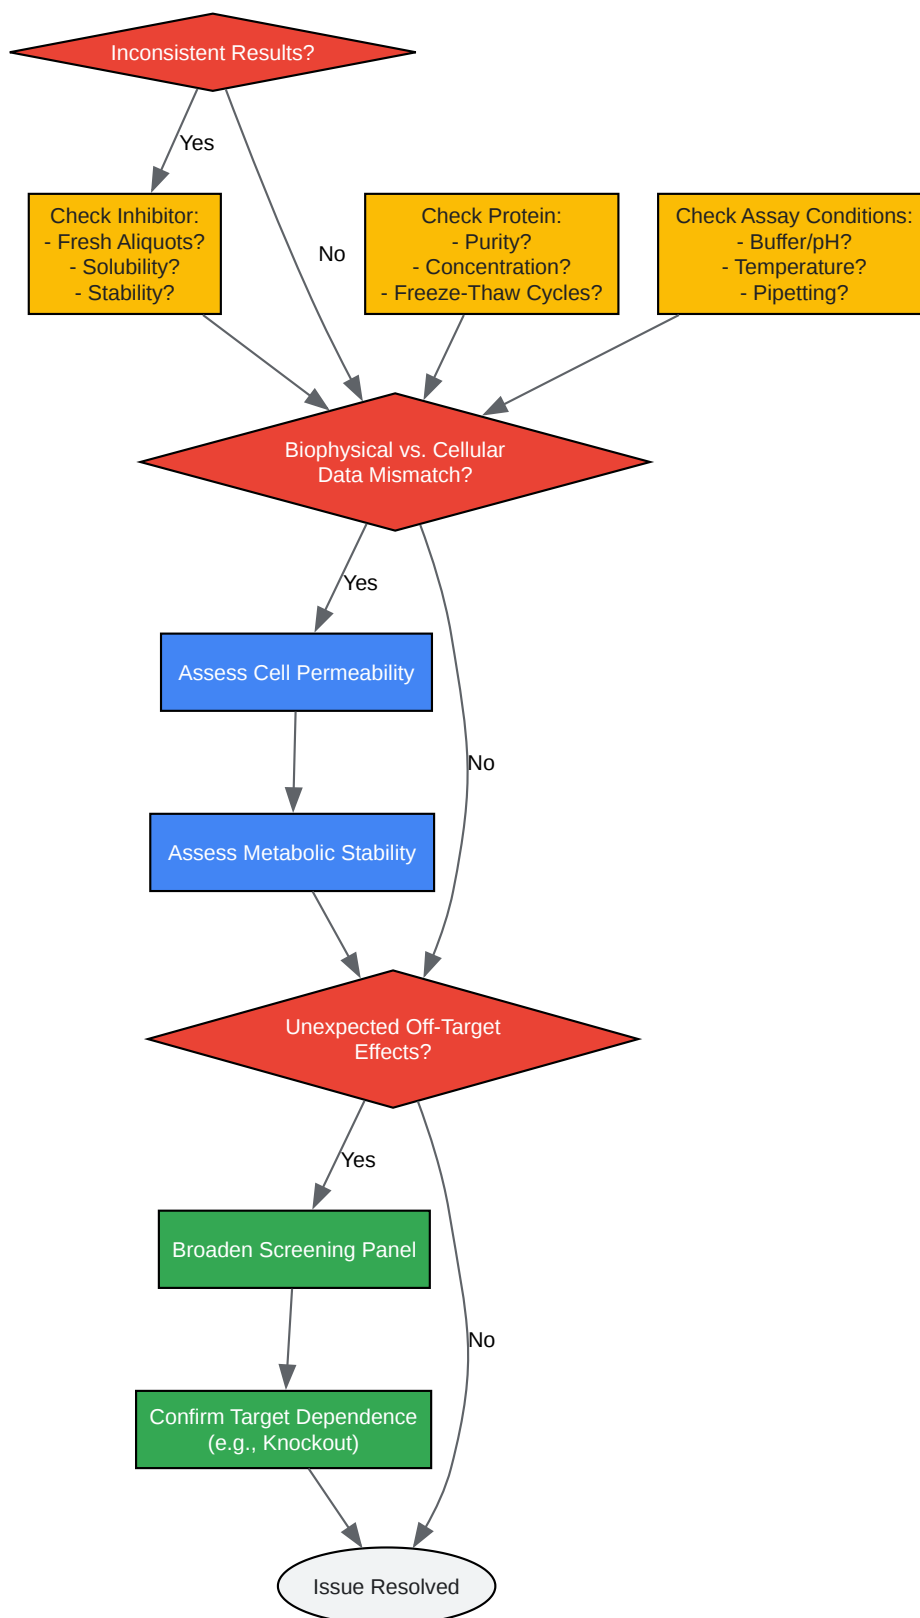 Inconsistent Results?
Yes
No
Check Inhibitor:
- Fresh Aliquots?
- Solubility?
- Stability?
Check Protein:
- Purity?
- Concentration?
- Freeze-Thaw Cycles?
Check Assay Conditions:
- Buffer/pH?
- Temperature?
- Pipetting?
Biophysical vs. Cellular
Data Mismatch?
Yes
Assess Cell Permeability
No
Assess Metabolic Stability
Unexpected Off-Target
Effects?
Yes
Broaden Screening Panel
No
Confirm Target Dependence
(e.g., Knockout)
Issue Resolved